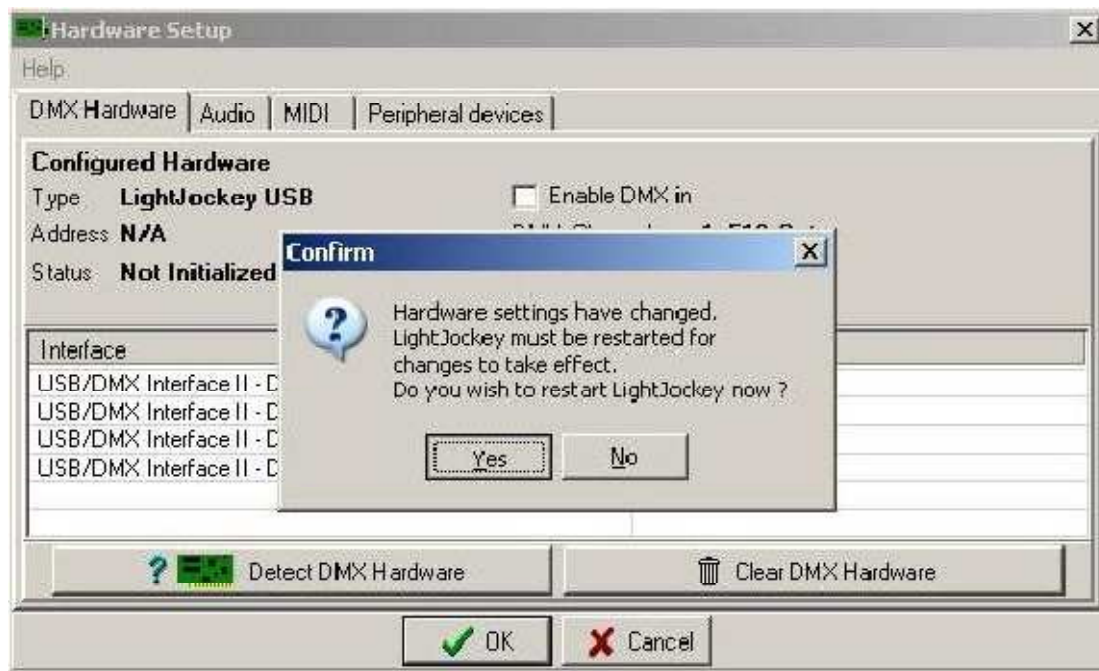 Hardware Setup
Help
DMX Hardware Audio MIDI Peripheral devices
Configured Hardware
Type LightJockey USB Enable DMX in
Address N/A
Status Not Initialized
Confirm
Hardware settings have changed.
LightJockey must be restarted for
changes to take effect.
Do you wish to restart LightJockey now ?
Yes No
Interface
USB/DMX Interface II - D
USB/DMX Interface II - D
USB/DMX Interface II - D
USB/DMX Interface II - D
Detect DMX Hardware Clear DMX Hardware
OK Cancel